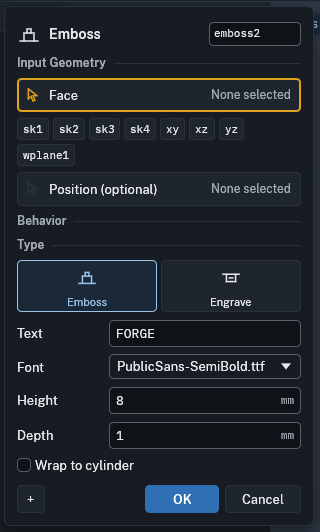 Emboss emboss2
Input Geometry
Face None selected
sk1 sk2 sk3 sk4 xy xz yz
wplane1
Position (optional) None selected
Behavior
Type
Emboss Engrave
Text FORGE
Font PublicSans-SemiBold.ttf
Height 8 mm
Depth 1 mm
Wrap to cylinder
+ OK Cancel